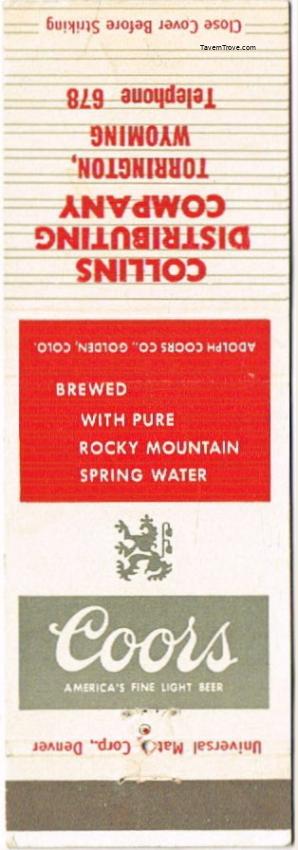 Close Cover Before Striking
TavernTrove.com
Telephone 678
COLLINS
DISTRIBUTING
COMPANY
TORRINGTON,
WYOMING
ADOLPH COORS CO., GOLDEN, COLO.
BREWED
WITH PURE
ROCKY MOUNTAIN
SPRING WATER
Coors
AMERICA'S FINE LIGHT BEER
Universal Corp., Denver